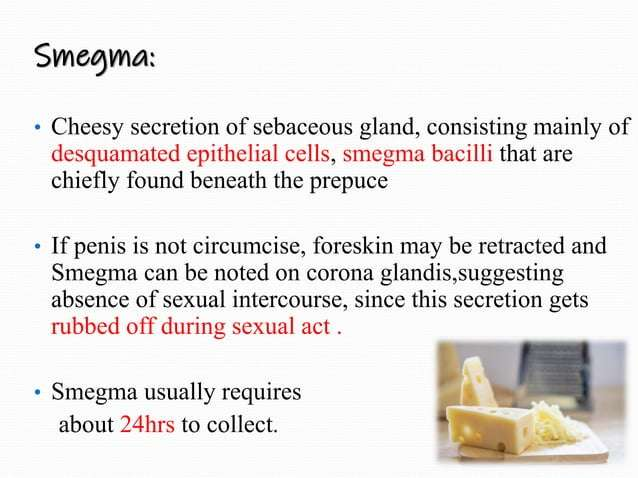 Smegma:
• Cheesy secretion of sebaceous gland, consisting mainly of
desquamated epithelial cells, smegma bacilli that are
chiefly found beneath the prepuce
• If penis is not circumcise, foreskin may be retracted and
Smegma can be noted on corona glandis,suggesting
absence of sexual intercourse, since this secretion gets
rubbed off during sexual act .
• Smegma usually requires
about 24hrs to collect.